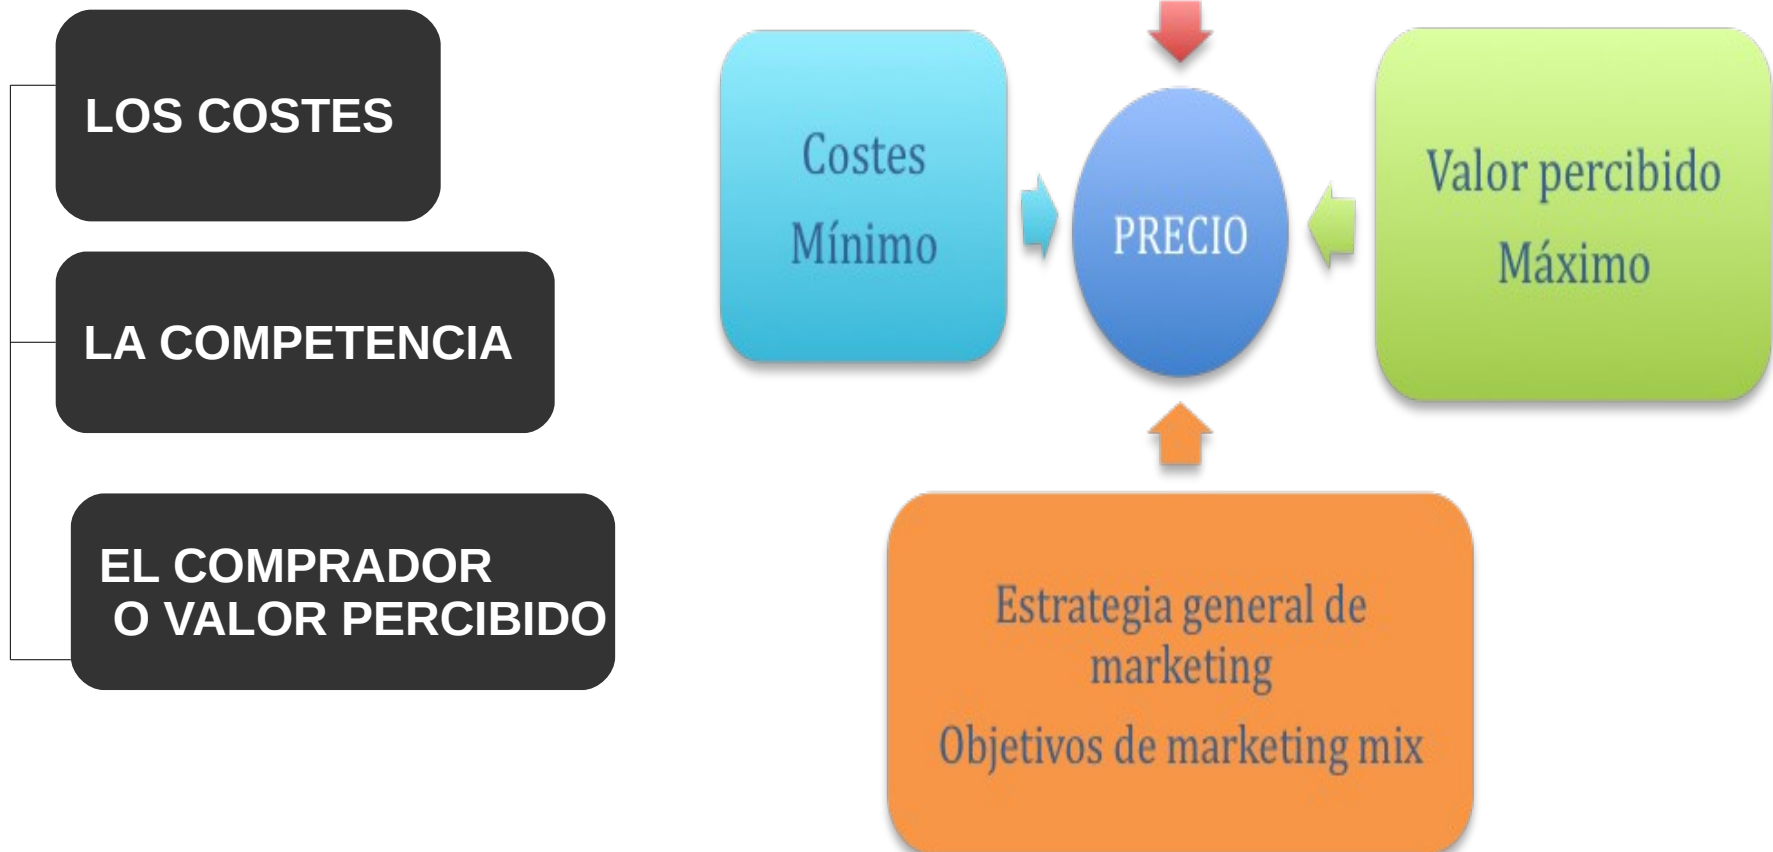 LOS COSTES
LA COMPETENCIA
EL COMPRADOR
O VALOR PERCIBIDO
Costes
Mínimo
PRECIO
Valor percibido
Máximo
Estrategia general de
marketing
Objetivos de marketing mix